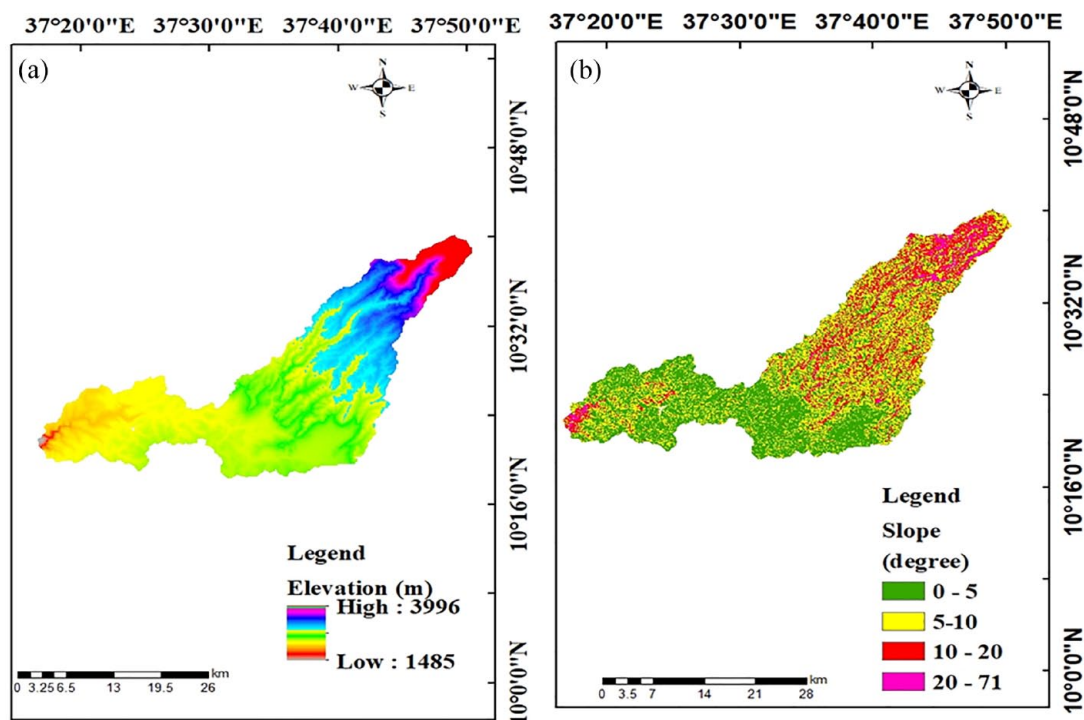 37°20'0"E 37°30'0"E 37°40'0"E 37°50'0"E
(a)
N
W E
S
10°48'0"N
10°32'0"N
10°16'0"N
10°0'0"N
Legend
Elevation (m)
High : 3996
Low : 1485
km
0 3.25 6.5 13 19.5 26
37°20'0"E 37°30'0"E 37°40'0"E 37°50'0"E
(b)
N
W E
S
10°48'0"N
10°32'0"N
10°16'0"N
10°0'0"N
Legend
Slope
(degree)
0 - 5
5-10
10 - 20
20 - 71
km
0 3.5 7 14 21 28